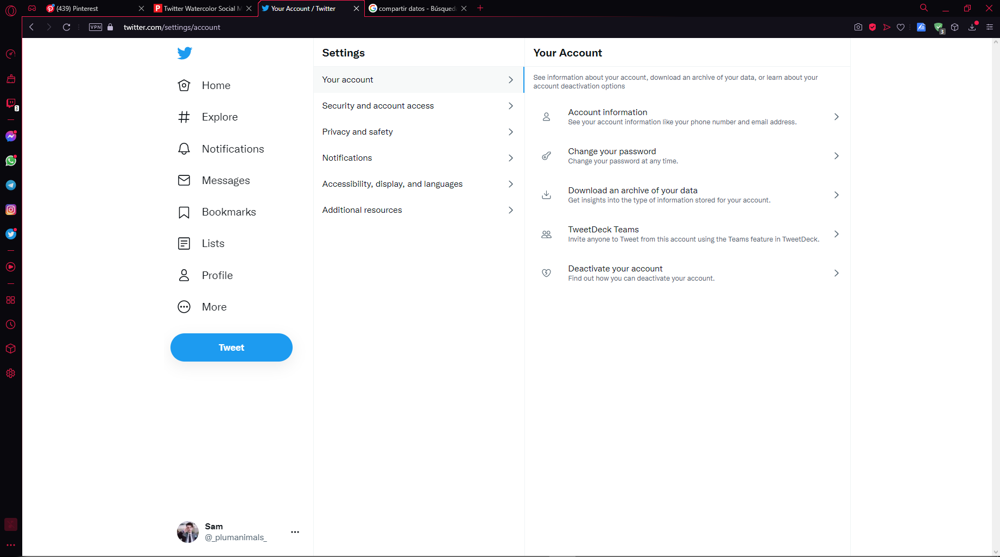 (439) Pinterest
Twitter Watercolor Social M
Your Account / Twitter
compartir datos - Búsqued
VPN
twitter.com/settings/account
3
3
Home
Explore
Notifications
Messages
Bookmarks
Lists
Profile
More
Tweet
Sam
@_plumanimals_
Settings
Your account
Security and account access
Privacy and safety
Notifications
Accessibility, display, and languages
Additional resources
Your Account
See information about your account, download an archive of your data, or learn about your
account deactivation options
Account information
See your account information like your phone number and email address.
Change your password
Change your password at any time.
Download an archive of your data
Get insights into the type of information stored for your account.
TweetDeck Teams
Invite anyone to Tweet from this account using the Teams feature in TweetDeck.
Deactivate your account
Find out how you can deactivate your account.